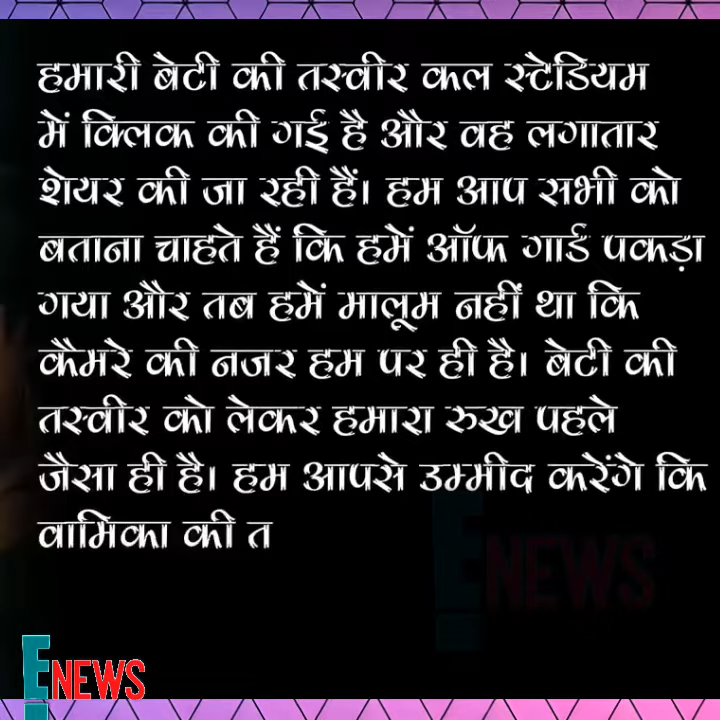 हमारी बेटी की तस्वीर कल स्टेडियम
में क्लिक की गई है और वह लगातार
शेयर की जा रही हैं। हम आप सभी को
बताना चाहते हैं कि हमें ऑफ गार्ड पकड़ा
गया और तब हमें मालूम नहीं था कि
कैमरे की नजर हम पर ही है। बेटी की
तस्वीर को लेकर हमारा रुख पहले
जैसा ही है। हम आपसे उम्मीद करेंगे कि
वामिका की त
ENEWS
ENEWS